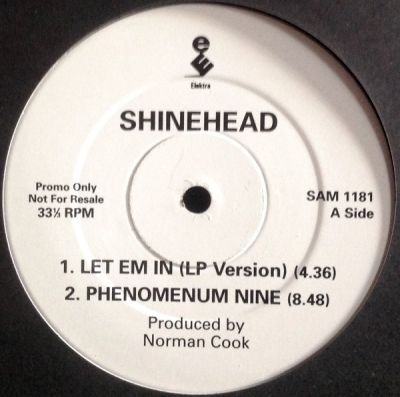 e
Elektra
SHINEHEAD
Promo Only
Not For Resale
33⅓ RPM
SAM 1181
A Side
1. LET EM IN (LP Version) (4.36)
2. PHENOMENUM NINE (8.48)
Produced by
Norman Cook